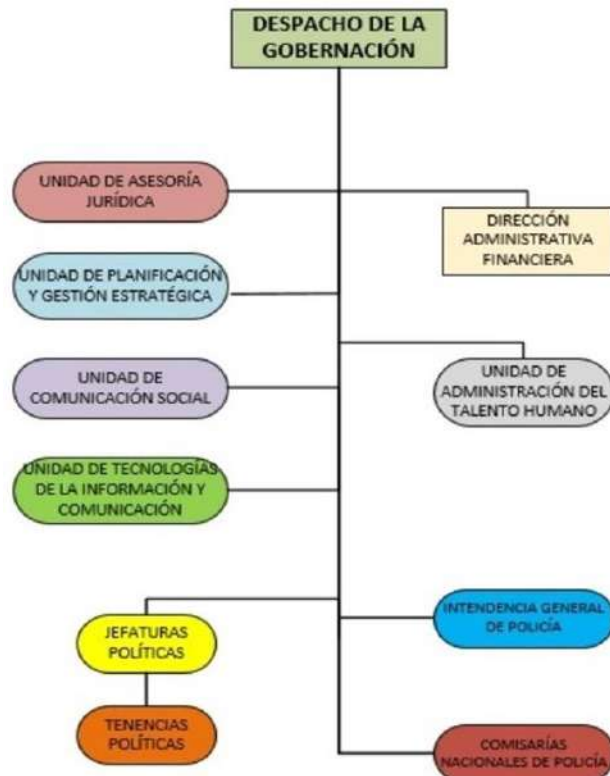 DESPACHO DE LA
GOBERNACIÓN
UNIDAD DE ASESORÍA
JURÍDICA
DIRECCIÓN
ADMINISTRATIVA
FINANCIERA
UNIDAD DE PLANIFICACIÓN
Y GESTIÓN ESTRATÉGICA
UNIDAD DE
COMUNICACIÓN SOCIAL
UNIDAD DE
ADMINISTRACIÓN DEL
TALENTO HUMANO
UNIDAD DE TECNOLOGÍAS
DE LA INFORMACIÓN Y
COMUNICACIÓN
JEFATURAS
POLÍTICAS
INTENDENCIA GENERAL
DE POLICÍA
TENENCIAS
POLÍTICAS
COMISARÍAS
NACIONALES DE POLICÍA